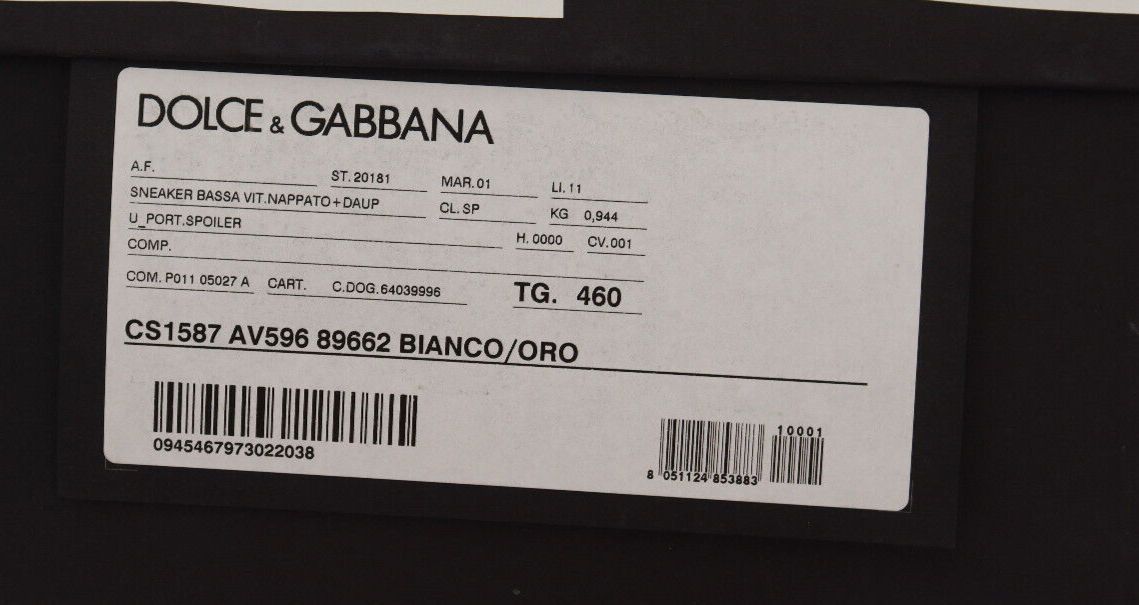 DOLCE & GABBANA
A.F. ST. 20181 MAR. 01 LI. 11
SNEAKER BASSA VIT.NAPPATO+DAUP CL. SP KG 0,944
U_PORT.SPOILER H. 0000 CV.001
COMP.
COM. P011 05027 A CART. C.DOG.64039996 TG. 460
CS1587 AV596 89662 BIANCO/ORO
10001
0945467973022038
8 051124 853883